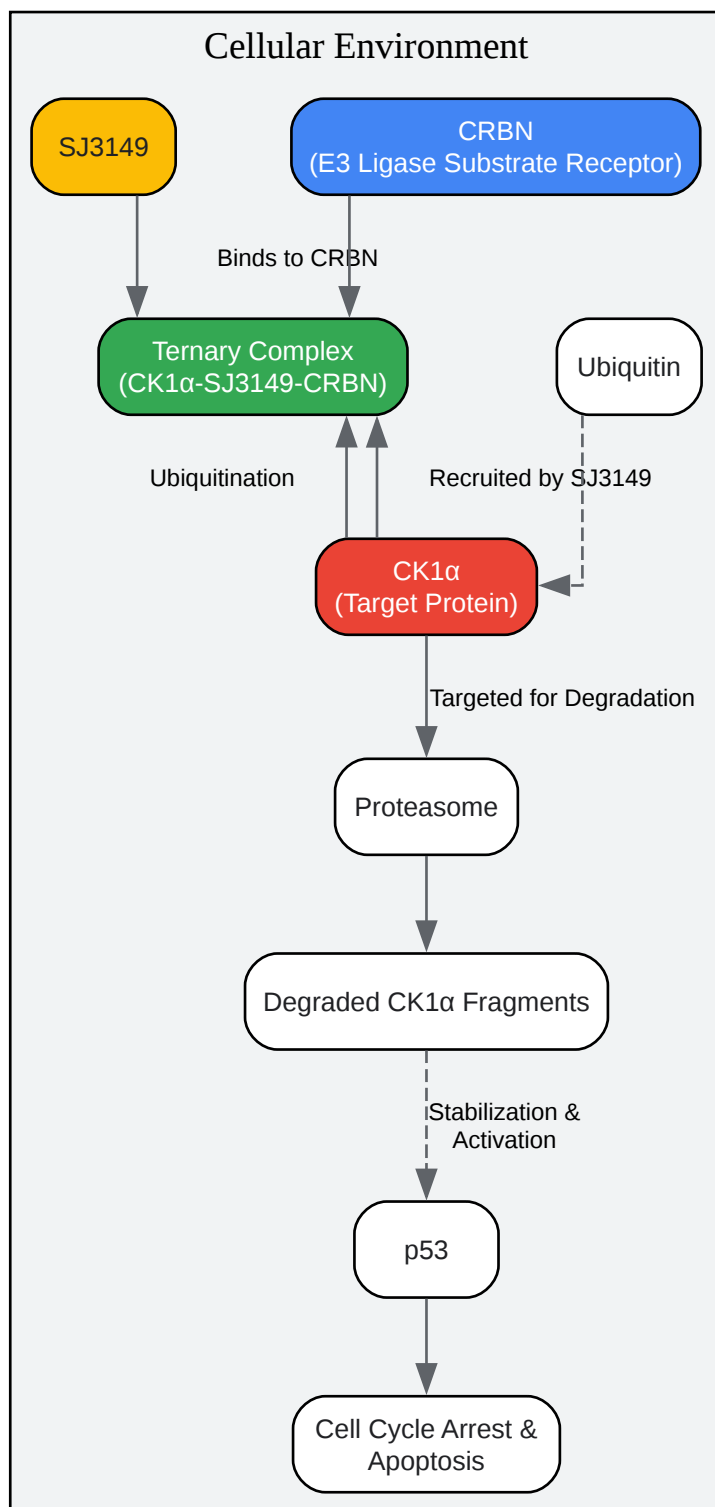 Cellular Environment
SJ3149
CRBN
(E3 Ligase Substrate Receptor)
Binds to CRBN
Ternary Complex
(CK1α-SJ3149-CRBN)
Ubiquitin
Ubiquitination
Recruited by SJ3149
CK1α
(Target Protein)
Targeted for Degradation
Proteasome
Degraded CK1α Fragments
Stabilization &
Activation
p53
Cell Cycle Arrest &
Apoptosis